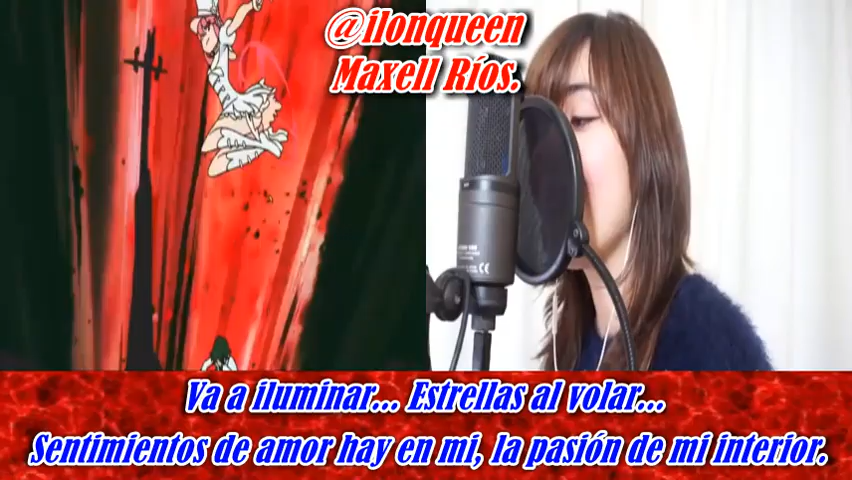 @ilonqueen
Maxell Ríos.
Va a iluminar... Estrellas al volar...
Sentimientos de amor hay en mi, la pasión de mi interior.